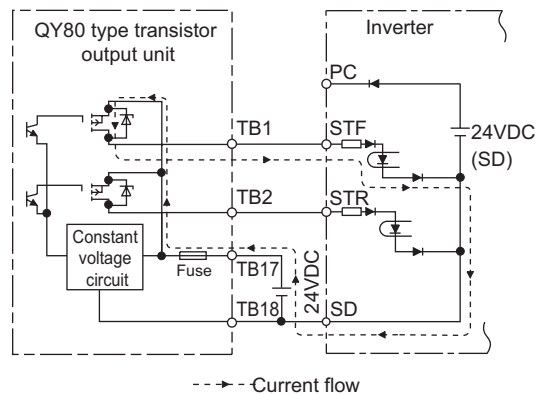 QY80 type transistor
output unit
Inverter
PC
TB1
STF
24VDC
(SD)
TB2
STR
Constant
voltage
circuit
Fuse
TB17
24VDC
TB18
SD
Current flow